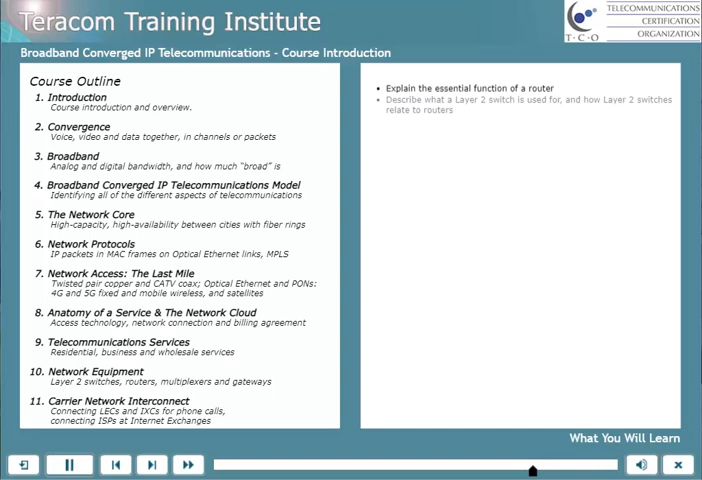 Teracom Training Institute
TELECOMMUNICATIONS
CERTIFICATION
ORGANIZATION
T·C·O
Broadband Converged IP Telecommunications - Course Introduction
Course Outline
1. Introduction
Course introduction and overview.
2. Convergence
Voice, video and data together, in channels or packets
3. Broadband
Analog and digital bandwidth, and how much "broad" is
4. Broadband Converged IP Telecommunications Model
Identifying all of the different aspects of telecommunications
5. The Network Core
High-capacity, high-availability between cities with fiber rings
6. Network Protocols
IP packets in MAC frames on Optical Ethernet links, MPLS
7. Network Access: The Last Mile
Twisted pair copper and CATV coax; Optical Ethernet and PONs:
4G and 5G fixed and mobile wireless, and satellites
8. Anatomy of a Service & The Network Cloud
Access technology, network connection and billing agreement
9. Telecommunications Services
Residential, business and wholesale services
10. Network Equipment
Layer 2 switches, routers, multiplexers and gateways
11. Carrier Network Interconnect
Connecting LECs and IXCs for phone calls,
connecting ISPs at Internet Exchanges
• Explain the essential function of a router
• Describe what a Layer 2 switch is used for, and how Layer 2 switches
relate to routers
What You Will Learn